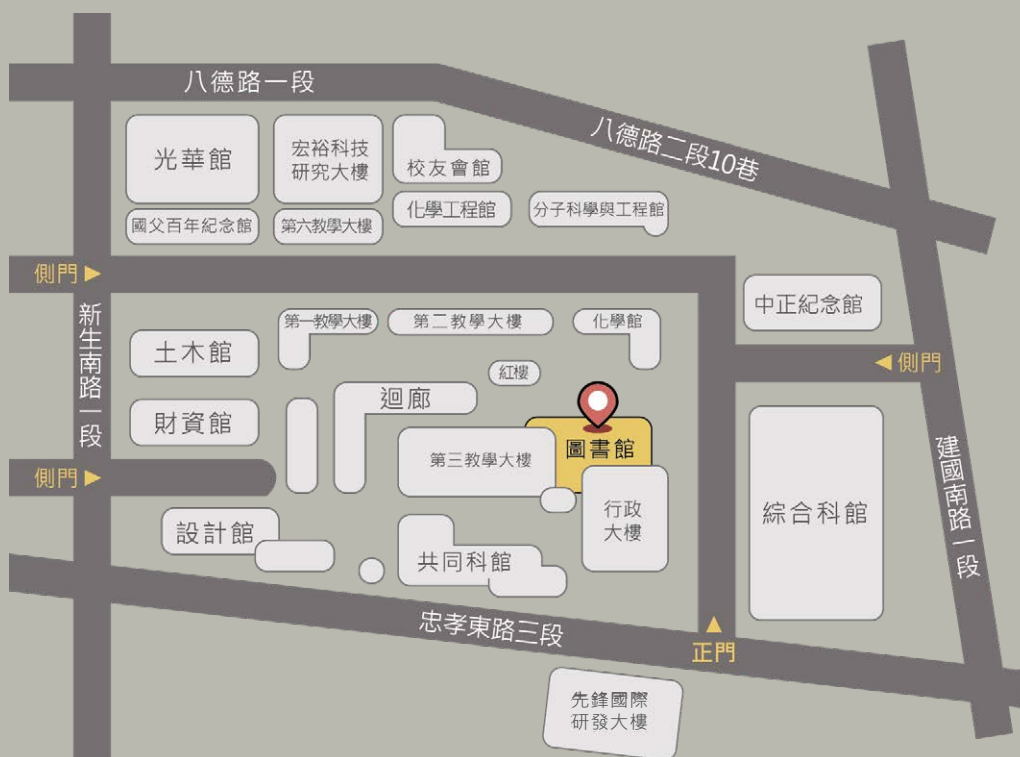 八德路一段
八德路二段10巷
光華館
宏裕科技
研究大樓
校友會館
國父百年紀念館
第六教學大樓
化學工程館
分子科學與工程館
側門
中正紀念館
新生南路一段
第一教學大樓
第二教學大樓
化學館
土木館
側門
紅樓
迴廊
財資館
圖書館
第三教學大樓
建國南路一段
側門
行政
大樓
綜合科館
設計館
共同科館
忠孝東路三段
正門
先鋒國際
研發大樓